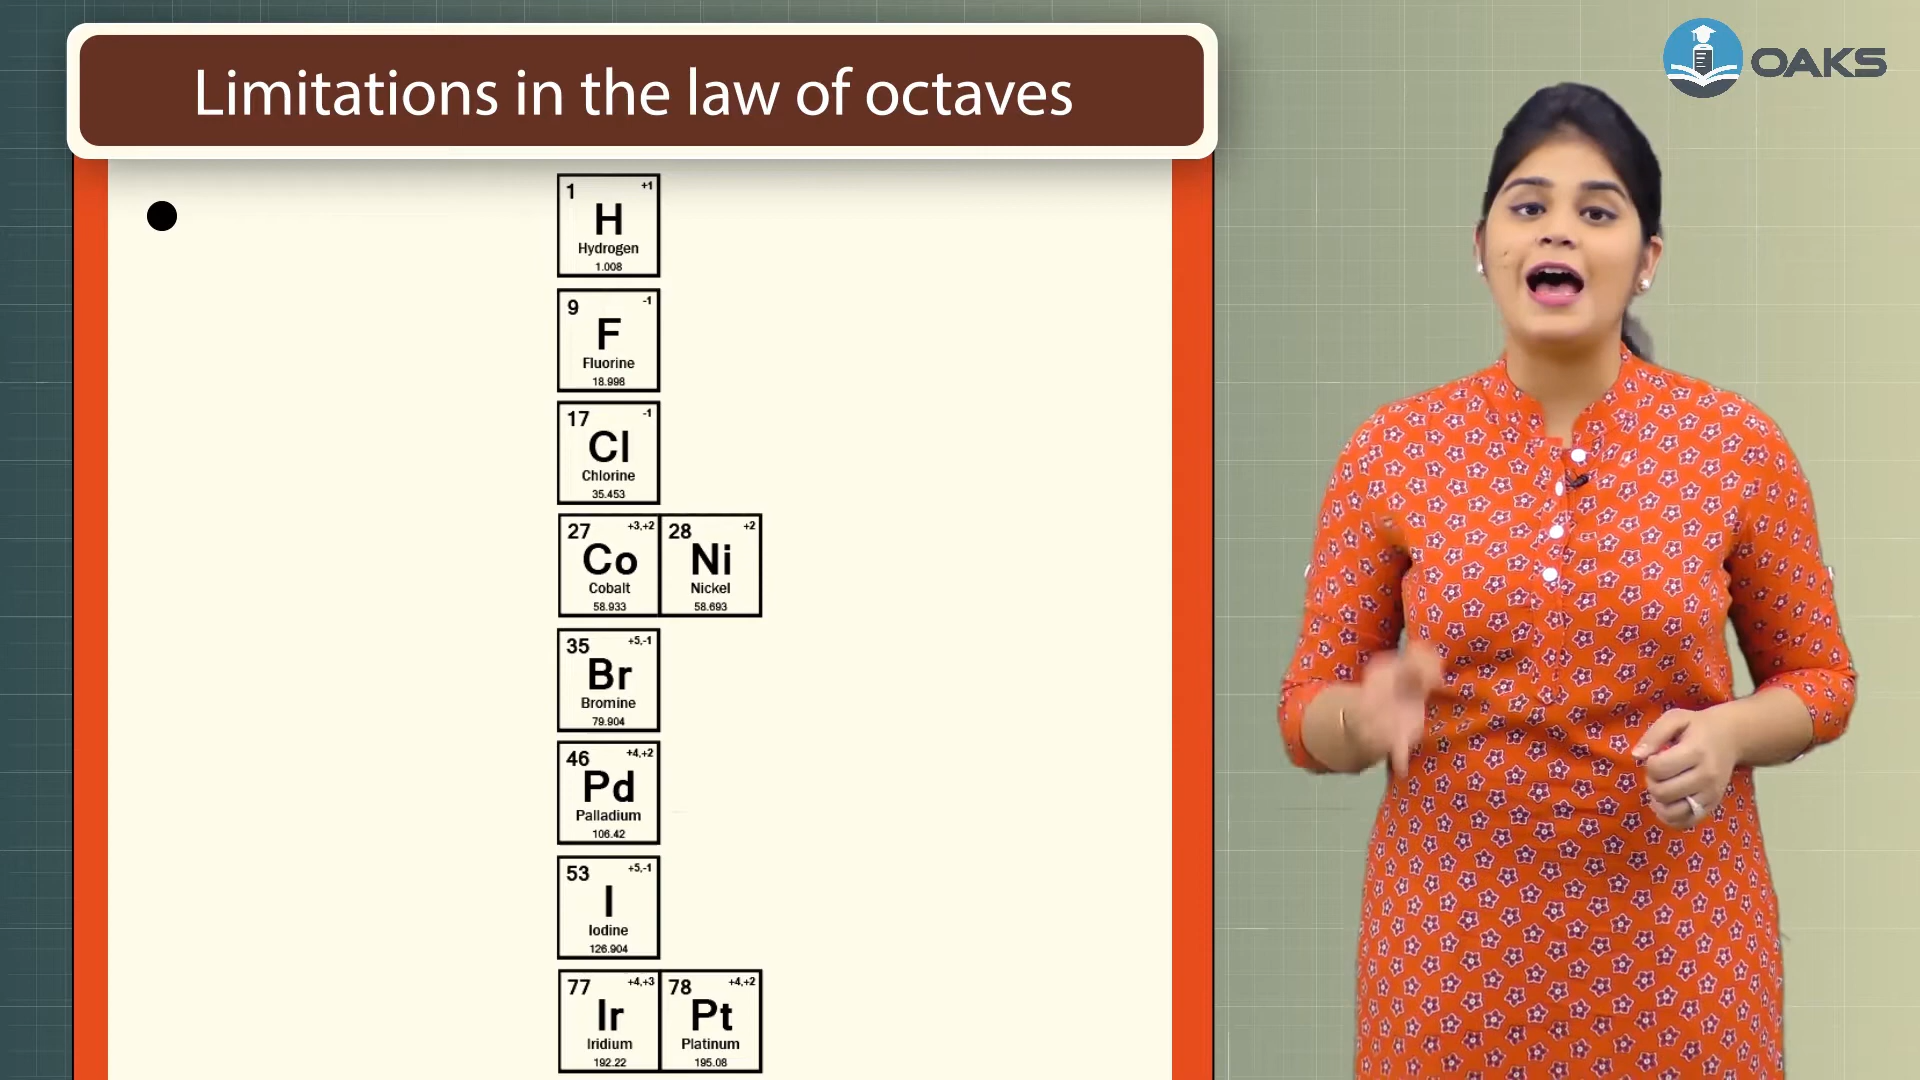 Limitations in the law of octaves
OAKS
1 +1
H
Hydrogen
1.008
9 -1
F
Fluorine
18.998
17 -1
Cl
Chlorine
35.453
27 +3,+2 28 +2
Co Ni
Cobalt Nickel
58.933 58.693
35 +5,-1
Br
Bromine
79.904
46 +4,+2
Pd
Palladium
106.42
53 +5,-1
I
Iodine
126.904
77 +4,+3 78 +4,+2
Ir Pt
Iridium Platinum
192.22 195.08